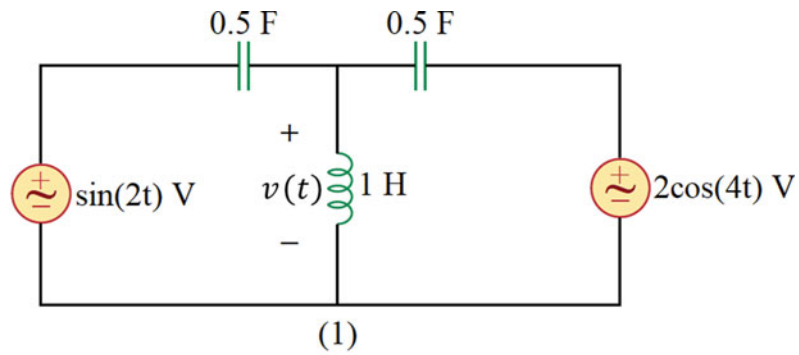 0.5 F 0.5 F
+
sin(2t) V v(t) 1 H 2cos(4t) V
−
(1)